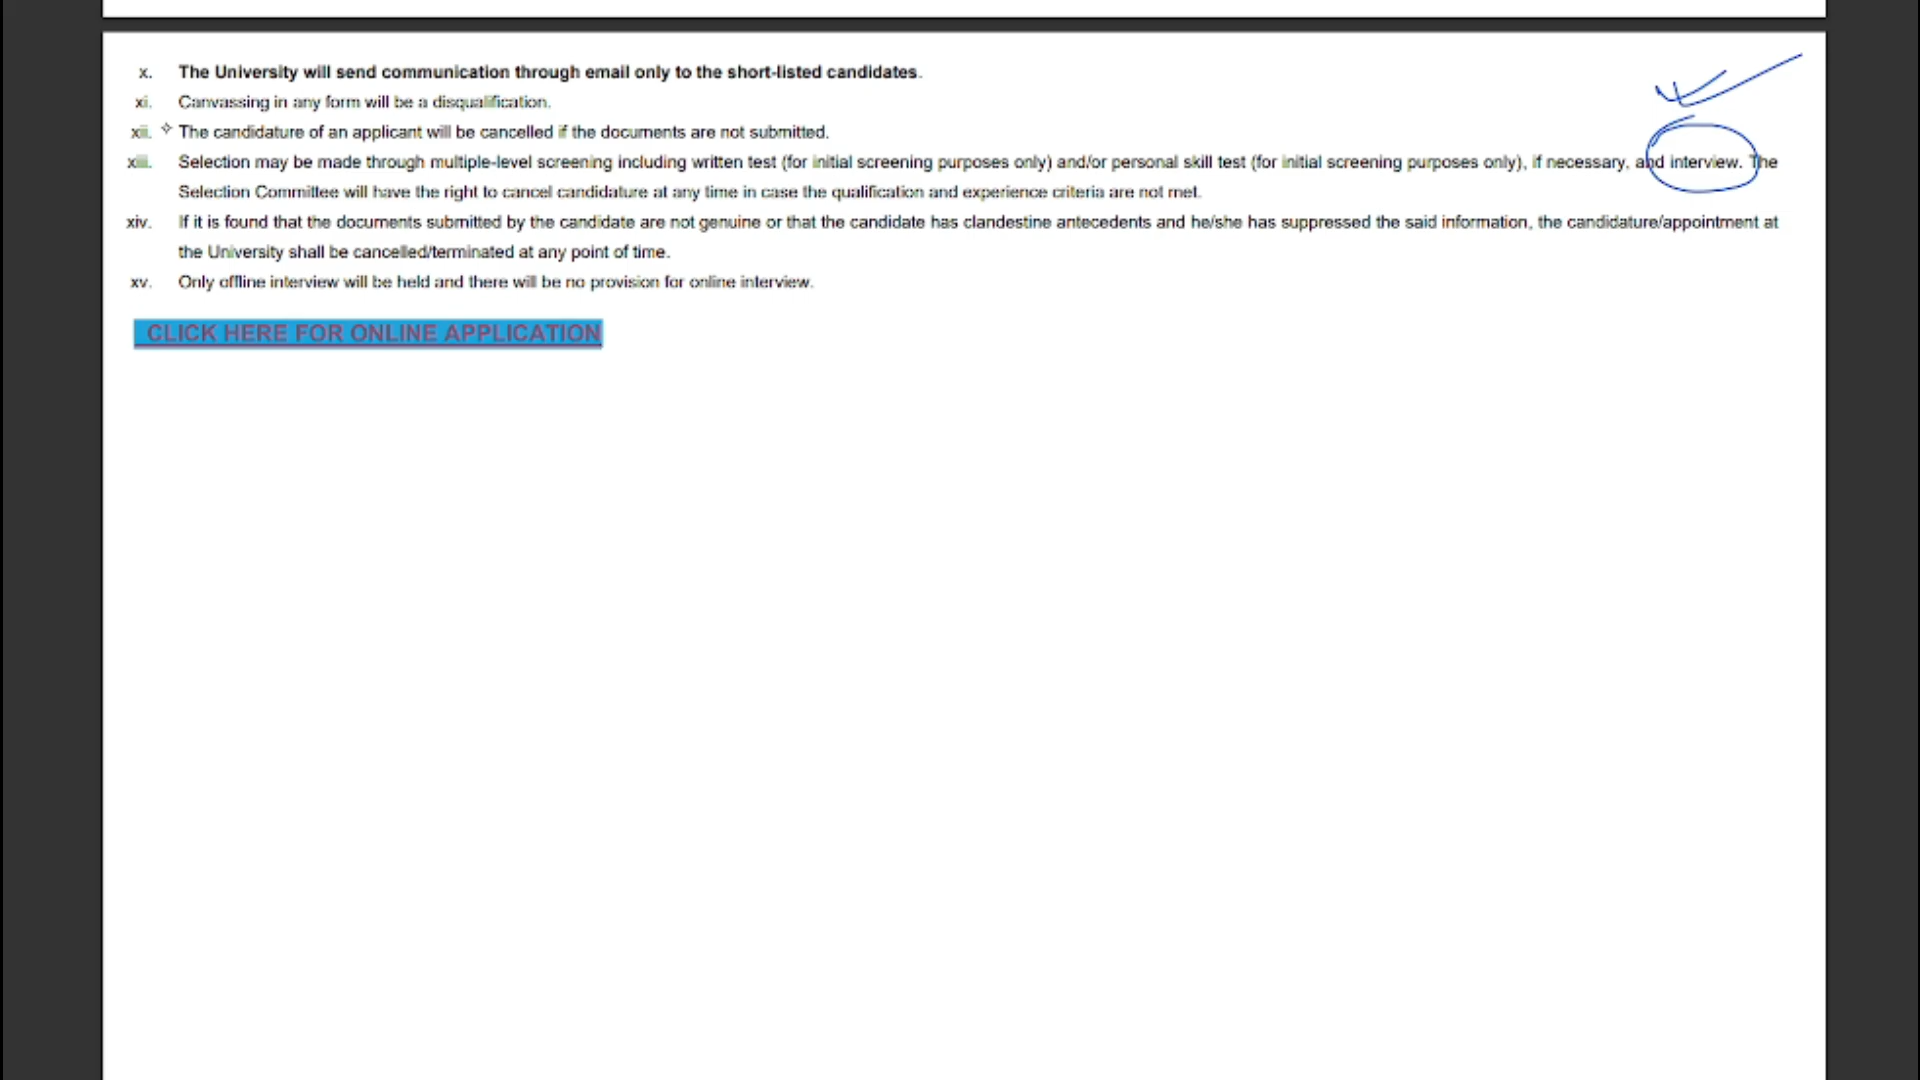 x. The University will send communication through email only to the short-listed candidates.
xi. Canvassing in any form will be a disqualification.
xii. The candidature of an applicant will be cancelled if the documents are not submitted.
xiii. Selection may be made through multiple-level screening including written test (for initial screening purposes only) and/or personal skill test (for initial screening purposes only), if necessary, and interview. The
Selection Committee will have the right to cancel candidature at any time in case the qualification and experience criteria are not met.
xiv. If it is found that the documents submitted by the candidate are not genuine or that the candidate has clandestine antecedents and he/she has suppressed the said information, the candidature/appointment at
the University shall be cancelled/terminated at any point of time.
xv. Only offline interview will be held and there will be no provision for online interview.
CLICK HERE FOR ONLINE APPLICATION